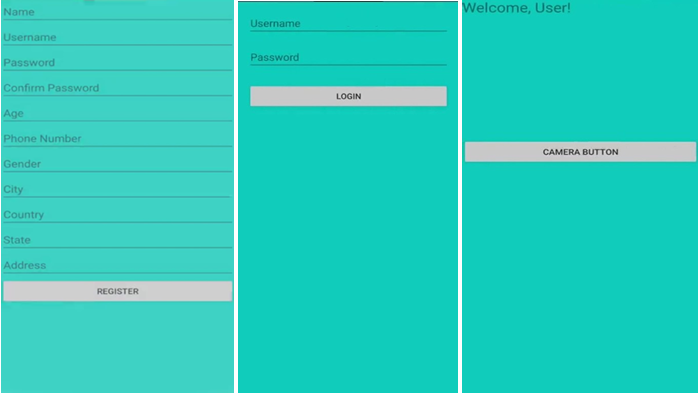 Name
Username
Password
Confirm Password
Age
Phone Number
Gender
City
Country
State
Address
REGISTER
Username
Password
LOGIN
Welcome, User!
CAMERA BUTTON